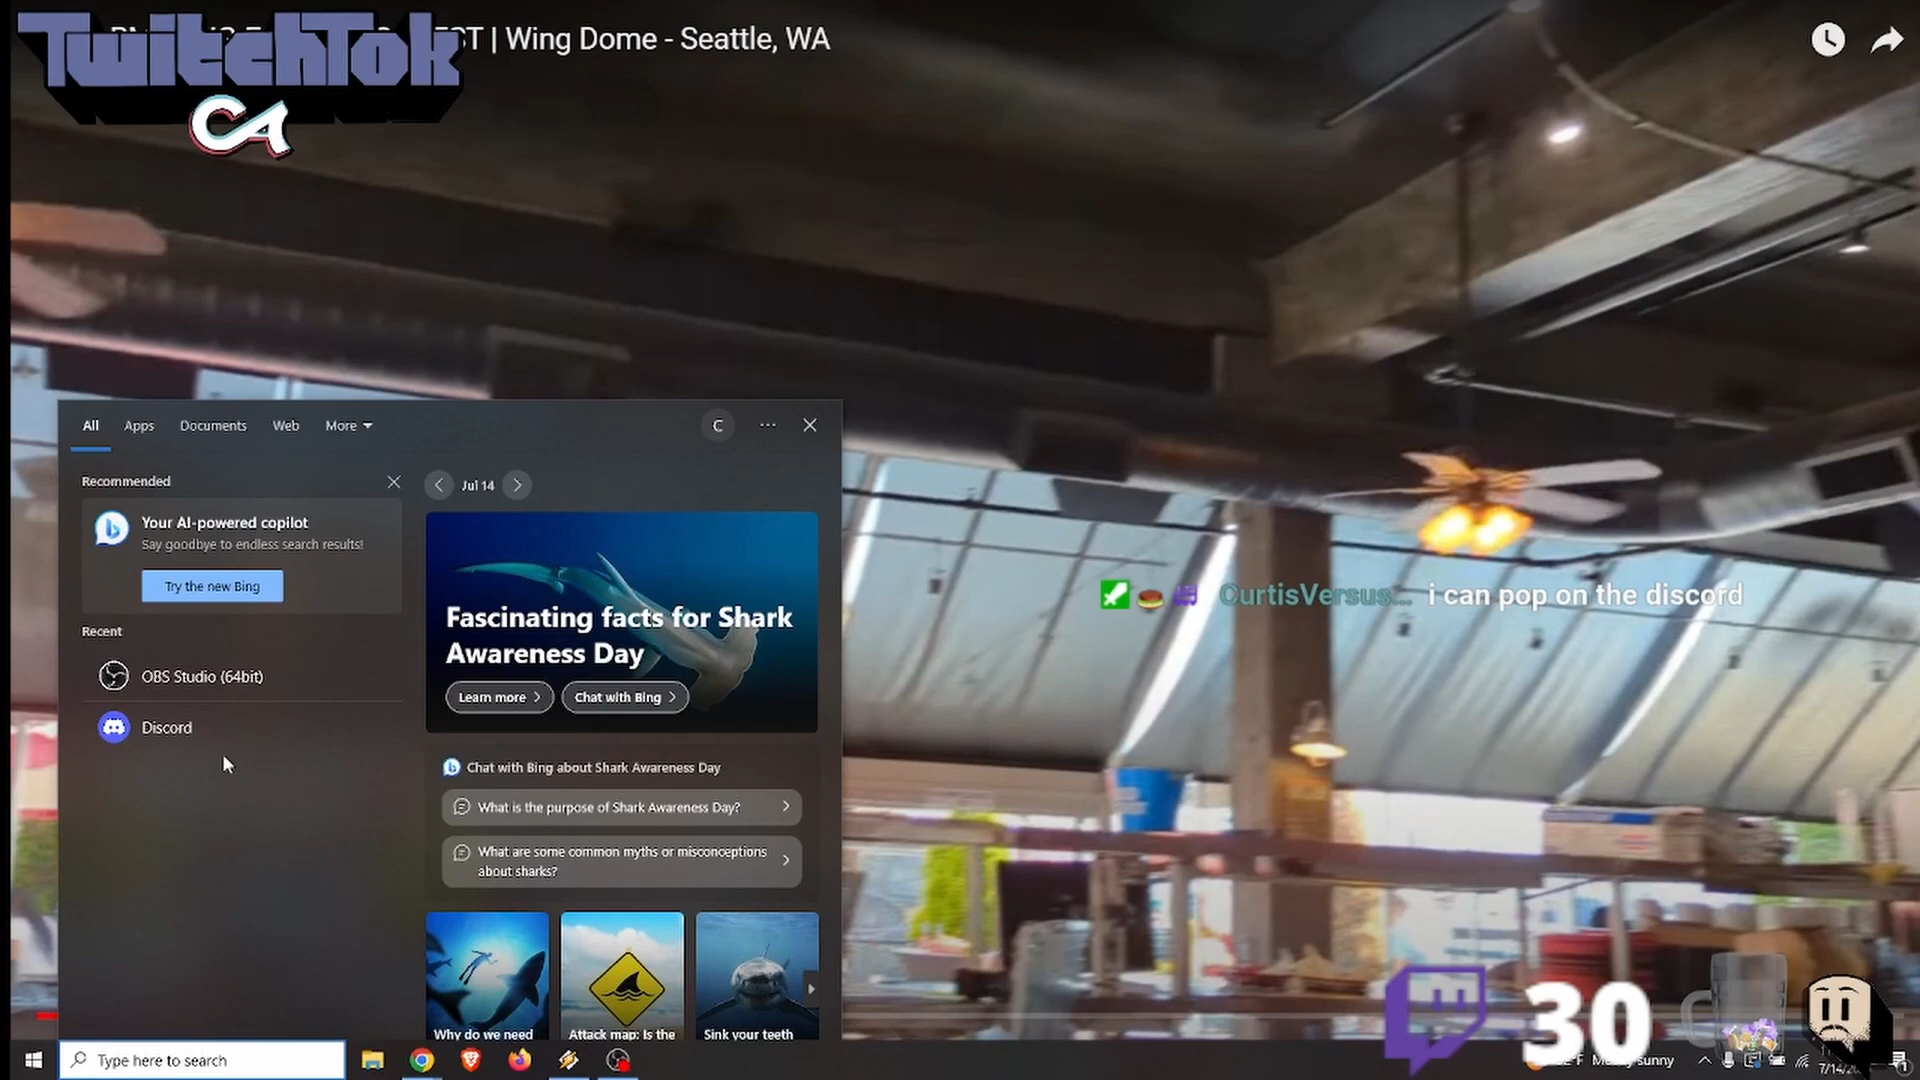 TwitchTok
CA
EST | Wing Dome - Seattle, WA
All
Apps
Documents
Web
More
C
Recommended
Your AI-powered copilot
Say goodbye to endless search results!
Try the new Bing
Recent
OBS Studio (64bit)
Discord
Jul 14
Fascinating facts for Shark
Awareness Day
Learn more
Chat with Bing
Chat with Bing about Shark Awareness Day
What is the purpose of Shark Awareness Day?
What are some common myths or misconceptions
about sharks?
Why do we need
Attack map: Is the
Sink your teeth
CurtisVersus...
i can pop on the discord
30
Type here to search
sunny